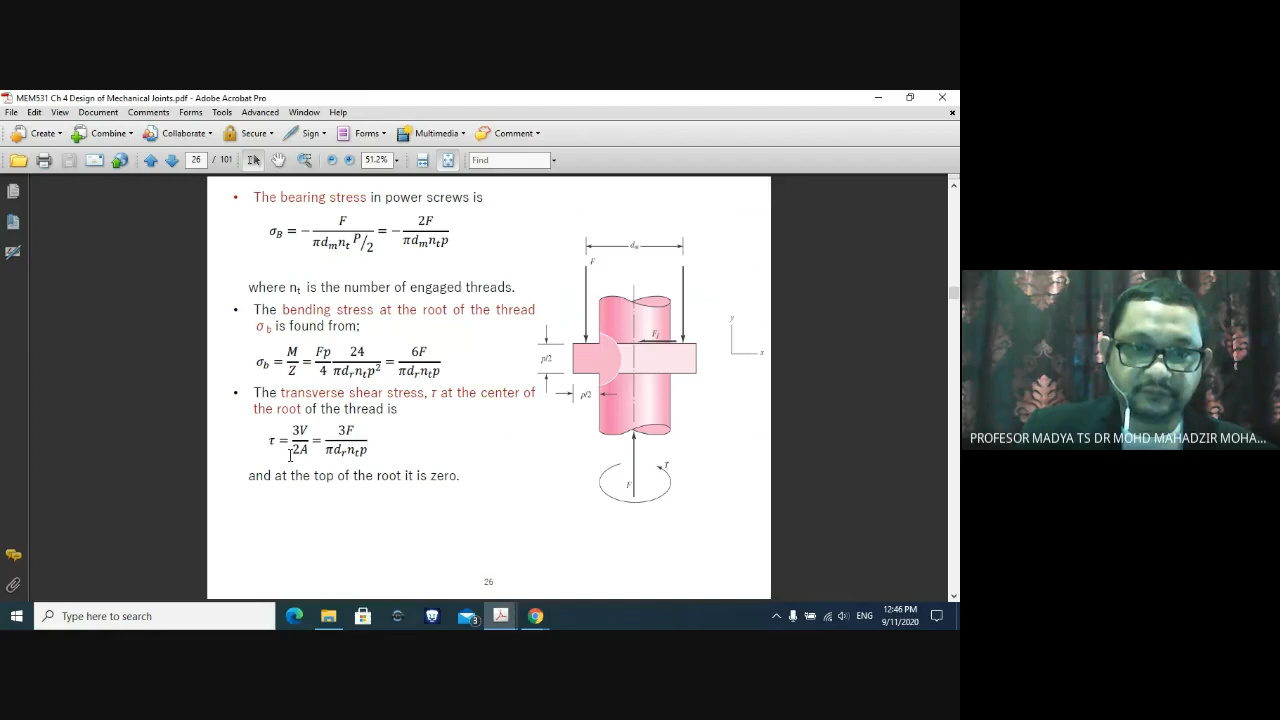 MEM531 Ch 4 Design of Mechanical Joints.pdf - Adobe Acrobat Pro
File Edit View Document Comments Forms Tools Advanced Window Help
Create Combine Collaborate Secure Sign Forms Multimedia Comment
26 / 101 51.2% Find
• The bearing stress in power screws is
σ_B = − F / (πd_m n_t P/2) = − 2F / (πd_m n_t p)
where n_t is the number of engaged threads.
• The bending stress at the root of the thread
σ_b is found from;
σ_b = M/Z = Fp/4 24/(πd_r n_t p²) = 6F/(πd_r n_t p)
• The transverse shear stress, τ at the center of
the root of the thread is
τ = 3V/2A = 3F/(πd_r n_t p)
and at the top of the root it is zero.
d_m
F
F_f
p/2
p/2
y
x
T
F
26
PROFESOR MADYA TS DR MOHD MAHADZIR MOHA...
Type here to search
3
ENG
12:46 PM
9/11/2020